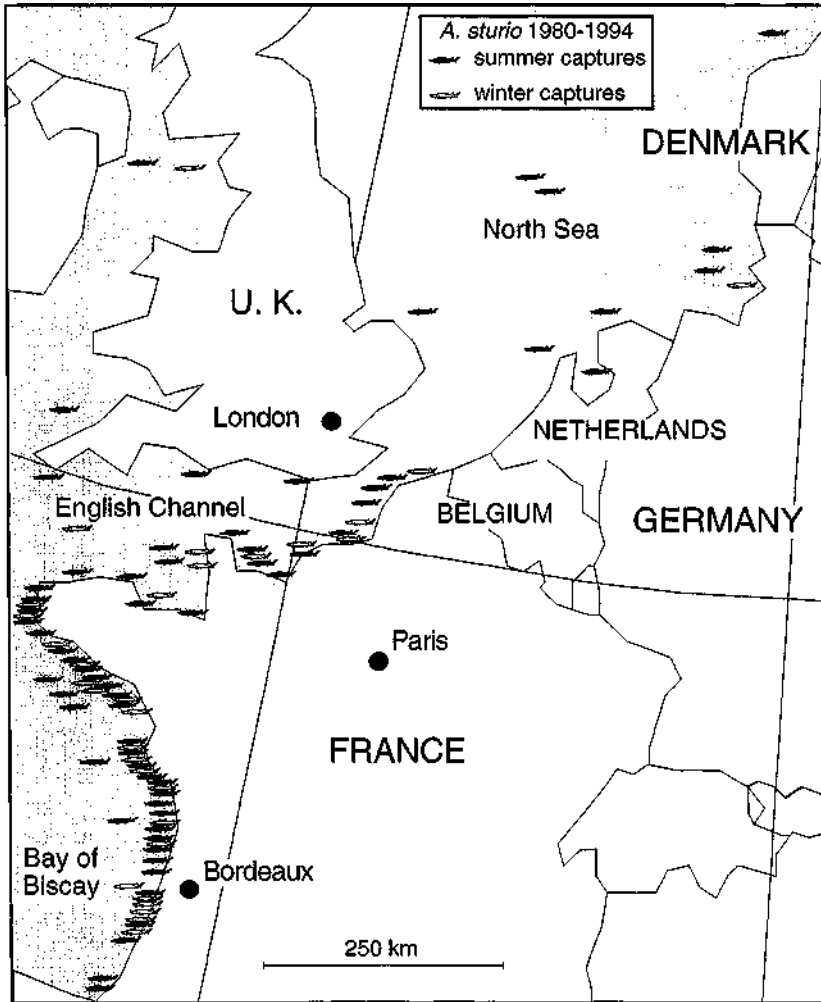 A. sturio 1980-1994
summer captures
winter captures
DENMARK
North Sea
U. K.
London
NETHERLANDS
English Channel
BELGIUM
GERMANY
Paris
FRANCE
Bay of
Biscay
Bordeaux
250 km